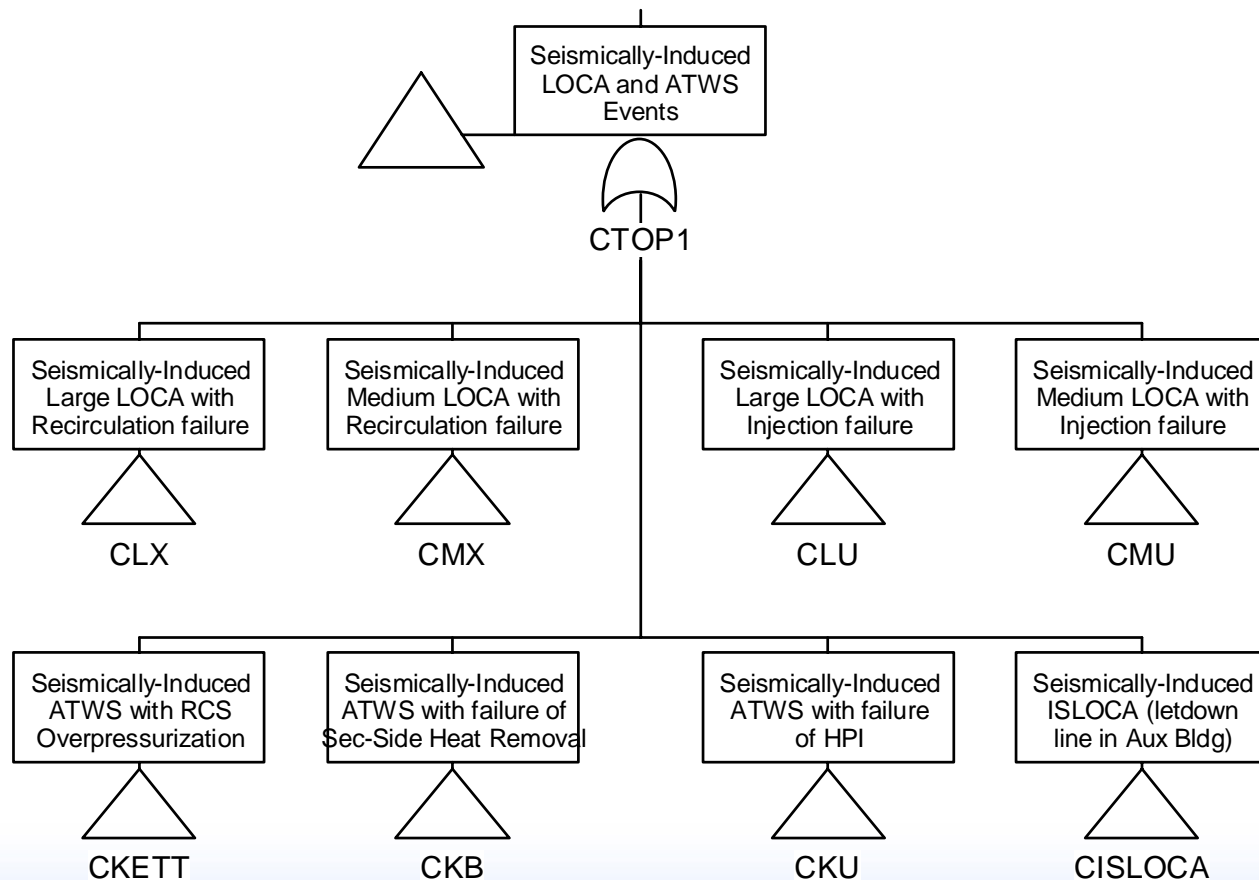 Seismically-Induced
LOCA and ATWS
Events
CTOP1
Seismically-Induced
Large LOCA with
Recirculation failure
CLX
Seismically-Induced
Medium LOCA with
Recirculation failure
CMX
Seismically-Induced
Large LOCA with
Injection failure
CLU
Seismically-Induced
Medium LOCA with
Injection failure
CMU
Seismically-Induced
ATWS with RCS
Overpressurization
CKETT
Seismically-Induced
ATWS with failure of
Sec-Side Heat Removal
CKB
Seismically-Induced
ATWS with failure
of HPI
CKU
Seismically-Induced
ISLOCA (letdown
line in Aux Bldg)
CISLOCA